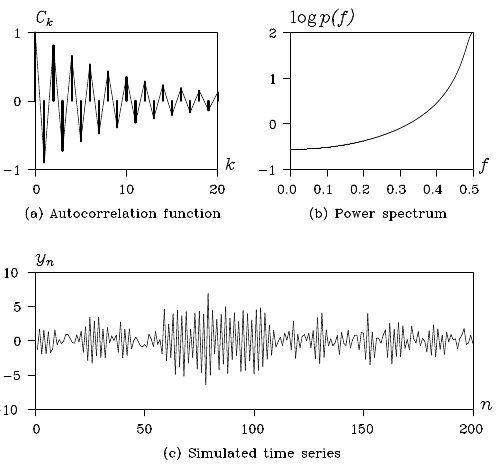 Cₖ
1
0
-1
0
10
20
k
(a) Autocorrelation function
log p(f)
2
1
0
-1
0.0
0.1
0.2
0.3
0.4
0.5
f
(b) Power spectrum
yₙ
10
5
0
-5
-10
0
50
100
150
200
n
(c) Simulated time series